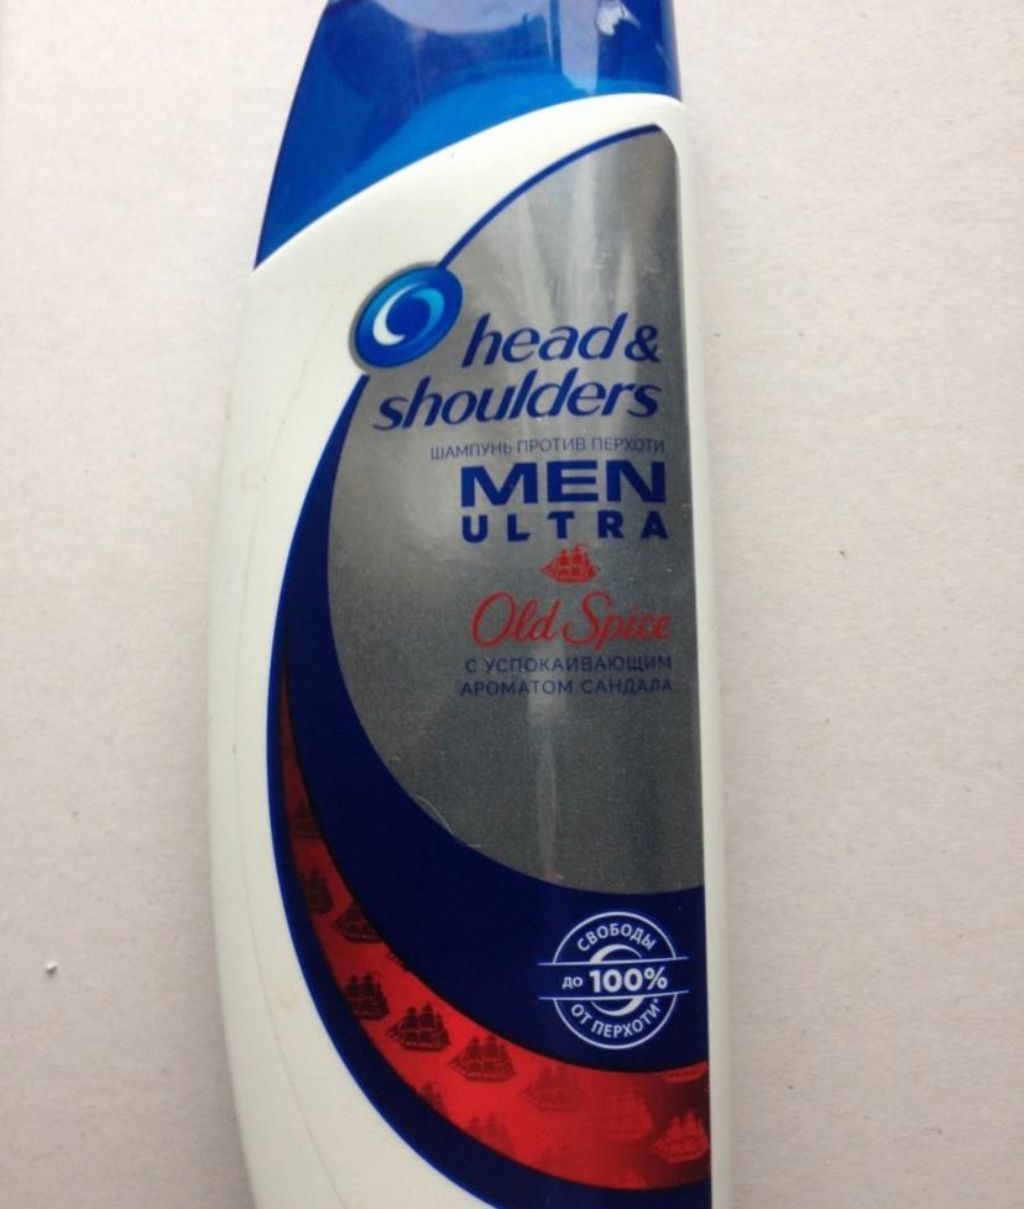 head &
shoulders
ШАМПУНЬ ПРОТИВ ПЕРХОТИ
MEN
ULTRA
Old Spice
С УСПОКАИВАЮЩИМ
АРОМАТОМ САНДАЛА
СВОБОДЫ
ДО 100%
ОТ ПЕРХОТИ*